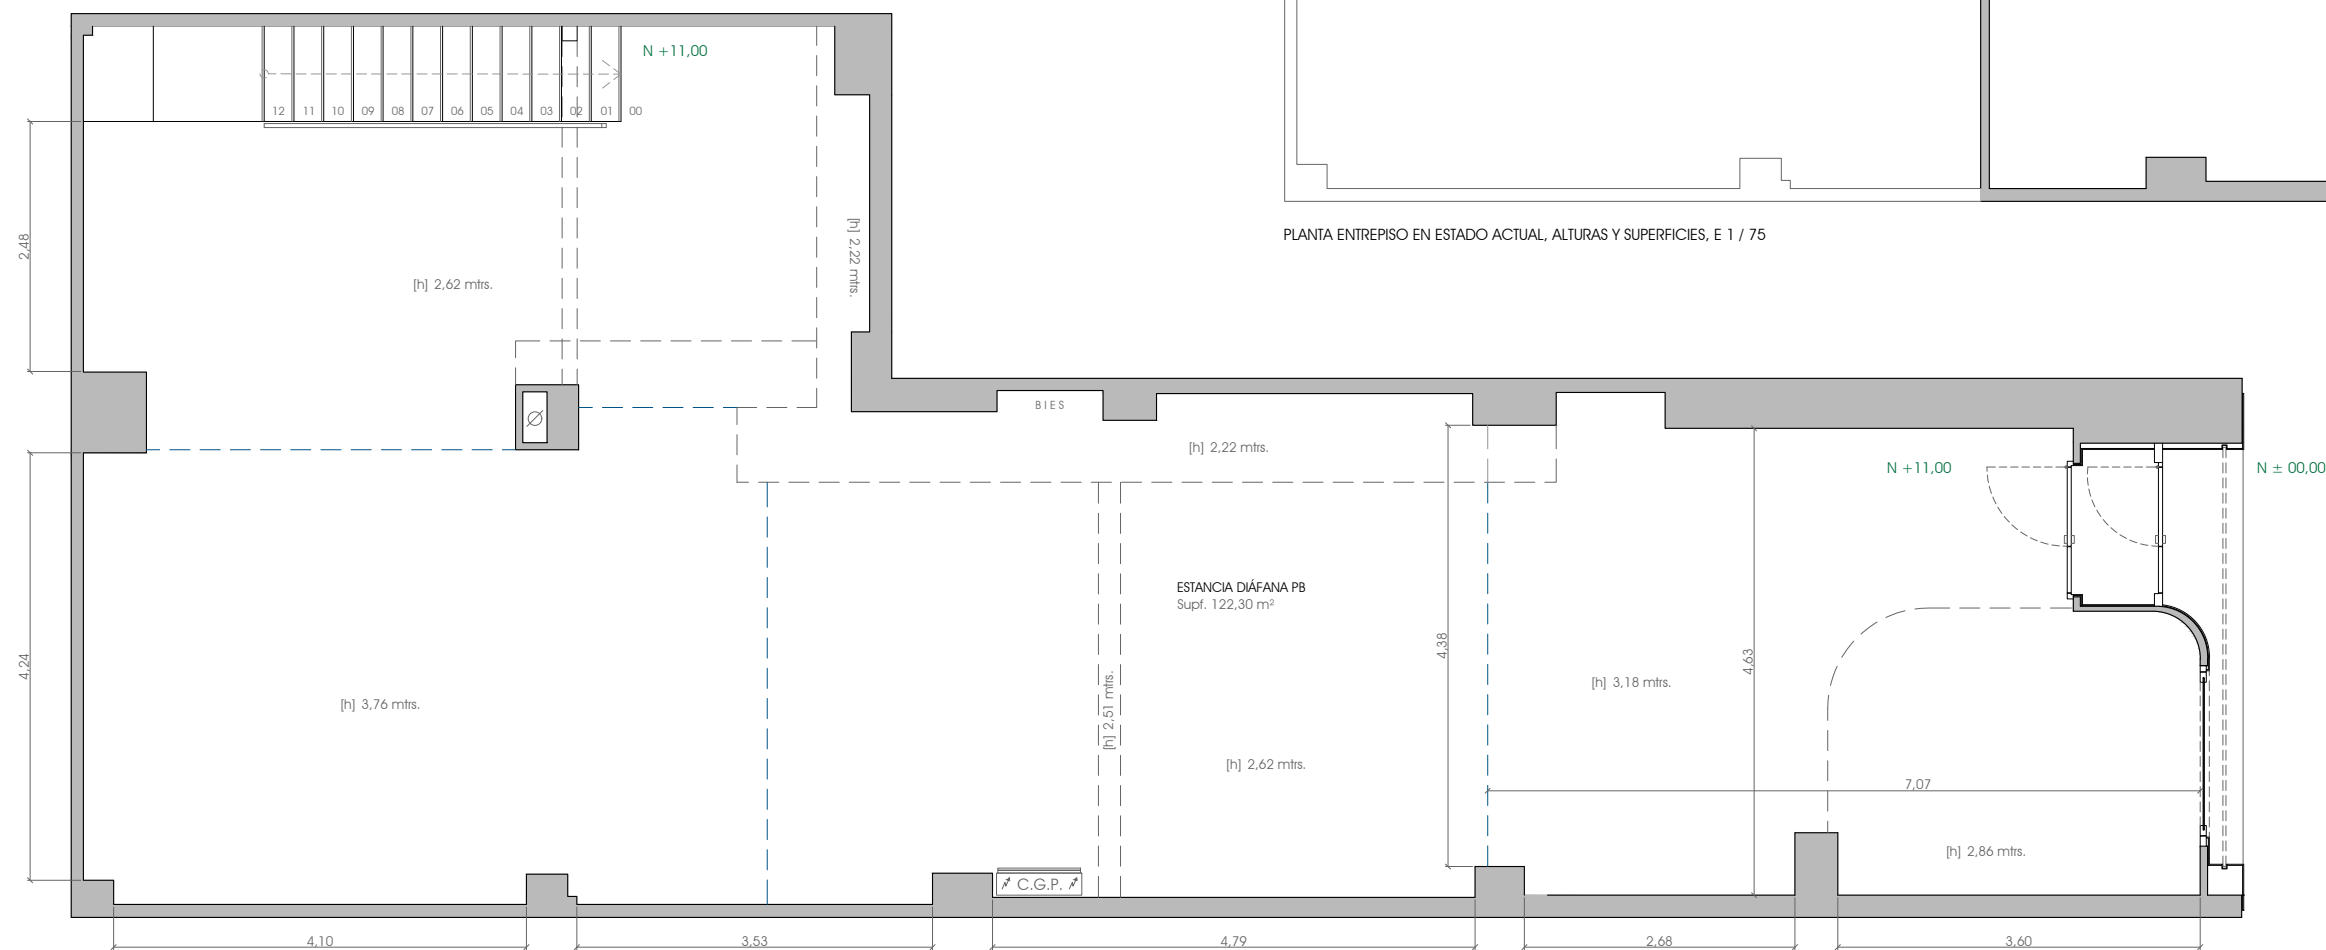 N +11,00
12 11 10 09 08 07 06 05 04 03 02 01 00
2,48
[h] 2,22 mtrs.
PLANTA ENTREPISO EN ESTADO ACTUAL, ALTURAS Y SUPERFICIES, E 1 / 75
[h] 2,62 mtrs.
BIES
[h] 2,22 mtrs.
N +11,00
N ± 00,00
ESTANCIA DIÁFANA PB
Supf. 122,30 m²
4,24
4,38
4,63
[h] 3,76 mtrs.
[h] 2,51 mtrs.
[h] 3,18 mtrs.
[h] 2,62 mtrs.
7,07
[h] 2,86 mtrs.
C.G.P.
4,10
3,53
4,79
2,68
3,60